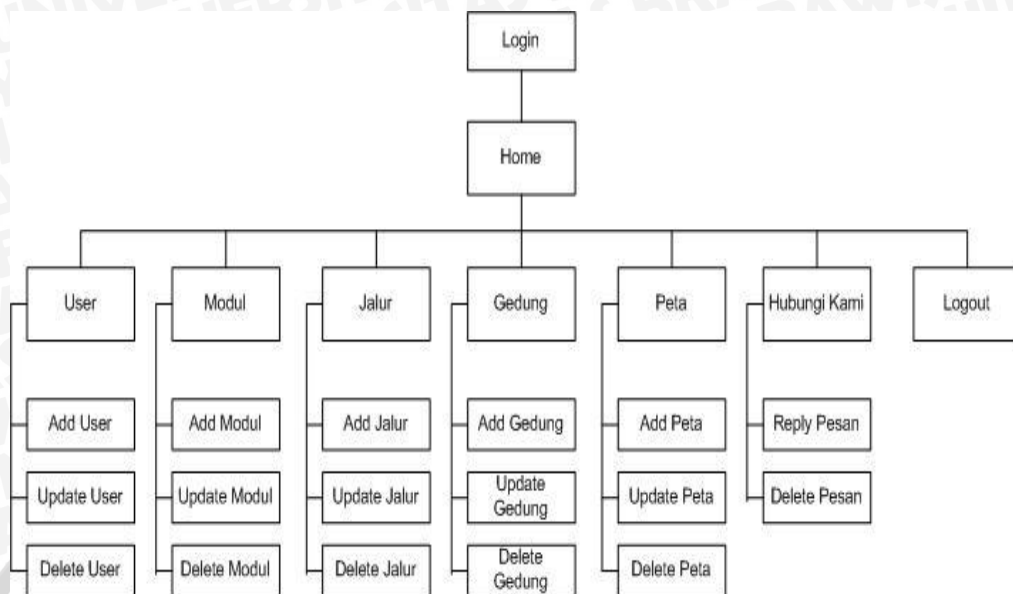 Login
Home
User
Modul
Jalur
Gedung
Peta
Hubungi Kami
Logout
Add User
Add Modul
Add Jalur
Add Gedung
Add Peta
Reply Pesan
Update User
Update Modul
Update Jalur
Update
Gedung
Update Peta
Delete Pesan
Delete User
Delete Modul
Delete Jalur
Delete
Gedung
Delete Peta